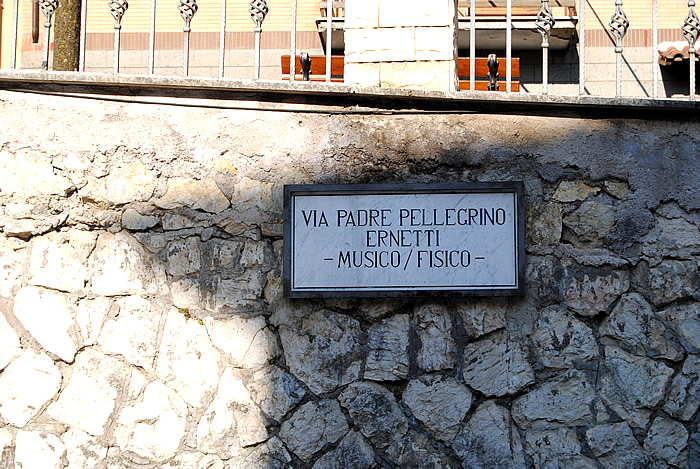 VIA PADRE PELLEGRINO
ERNETTI
- MUSICO/FISICO -